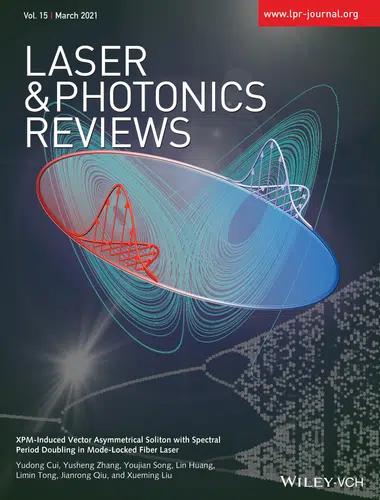 Vol. 15 | March 2021
www.lpr-journal.org
LASER
&PHOTONICS
REVIEWS
XPM-Induced Vector Asymmetrical Soliton with Spectral
Period Doubling in Mode-Locked Fiber Laser
Yudong Cui, Yusheng Zhang, Youjian Song, Lin Huang,
Limin Tong, Jianrong Qiu, and Xueming Liu
WILEY-VCH